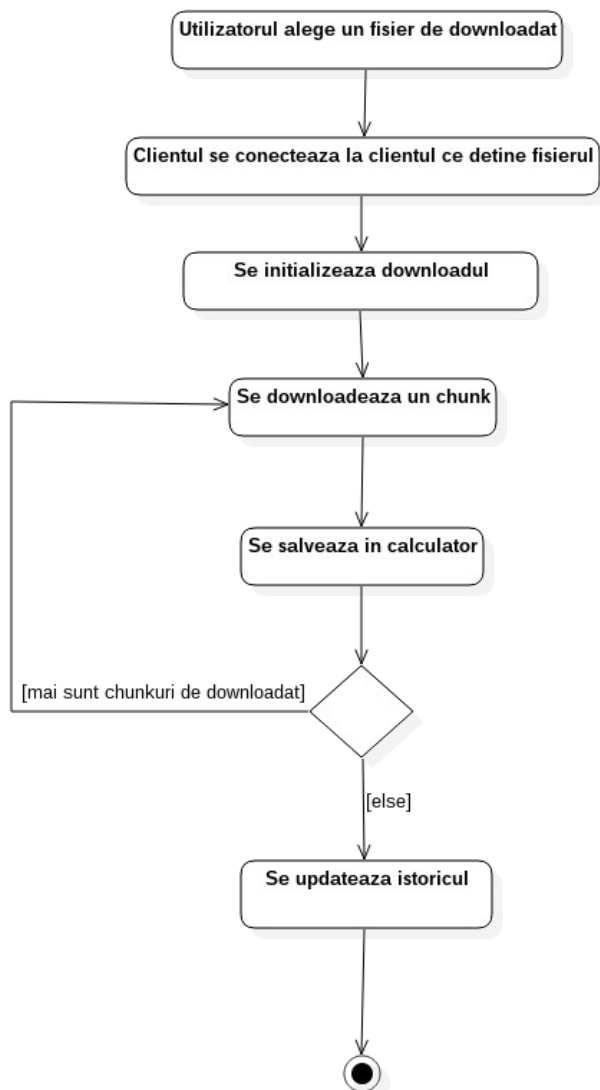 Utilizatorul alege un fisier de downloadat
Clientul se conecteaza la clientul ce detine fisierul
Se initializeaza downloadul
Se downloadeaza un chunk
Se salveaza in calculator
[mai sunt chunkuri de downloadat]
[else]
Se updateaza istoricul